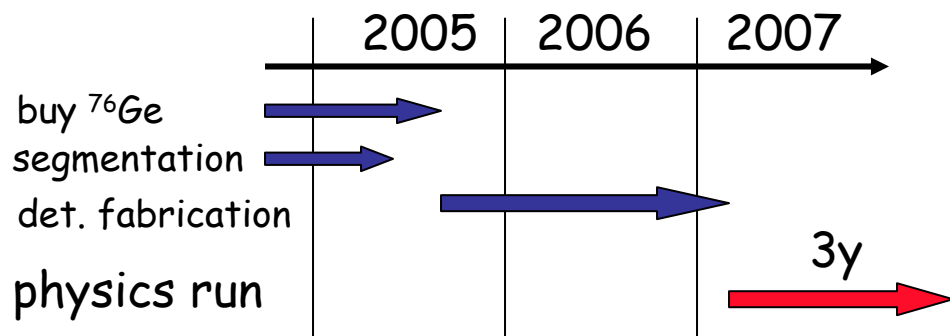 2005 2006 2007
buy ⁷⁶Ge
segmentation
det. fabrication
3y
physics run